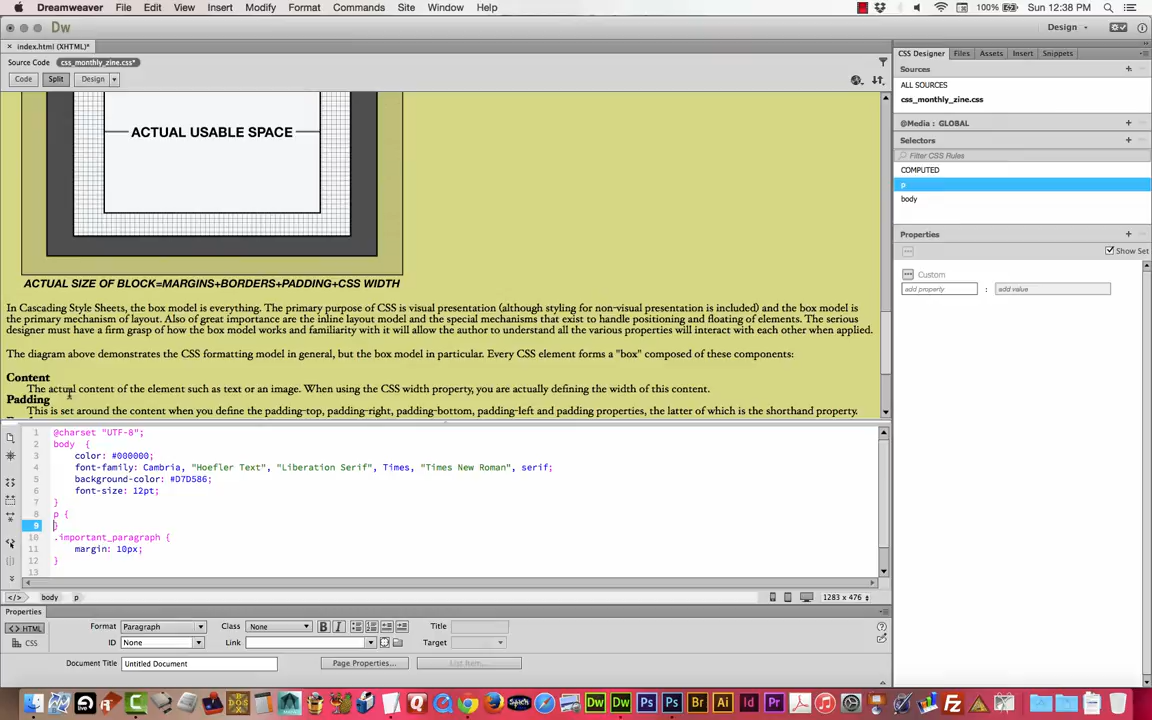 Dreamweaver File Edit View Insert Modify Format Commands Site Window Help 100% Sun 12:38 PM
Dw Design
index.html (XHTML)* CSS Designer Files Assets Insert Snippets
Source Code css_monthly_zine.css* Sources
Code Split Design ALL SOURCES
css_monthly_zine.css
@Media: GLOBAL
ACTUAL USABLE SPACE Selectors
Filter CSS Rules
COMPUTED
p
body
Properties
Show Set
Custom
add property : add value
ACTUAL SIZE OF BLOCK=MARGINS+BORDERS+PADDING+CSS WIDTH
In Cascading Style Sheets, the box model is everything. The primary purpose of CSS is visual presentation (although styling for non-visual presentation is included) and the box model is
the primary mechanism of layout. Also of great importance are the inline layout model and the special mechanisms that exist to handle positioning and floating of elements. The serious
designer must have a firm grasp of how the box model works and familiarity with it will allow the author to understand all the various properties will interact with each other when applied.
The diagram above demonstrates the CSS formatting model in general, but the box model in particular. Every CSS element forms a "box" composed of these components:
Content
The actual content of the element such as text or an image. When using the CSS width property, you are actually defining the width of this content.
Padding
This is set around the content when you define the padding-top, padding-right, padding-bottom, padding-left and padding properties, the latter of which is the shorthand property.
1 @charset "UTF-8";
2 body {
3 color: #000000;
4 font-family: Cambria, "Hoefler Text", "Liberation Serif", Times, "Times New Roman", serif;
5 background-color: #D7D586;
6 font-size: 12pt;
7 }
8 p {
9 }
10 .important_paragraph {
11 margin: 10px;
12 }
13
</> body p 1283 x 476
Properties
<> HTML Format Paragraph Class None B I Title
CSS ID None Link Target
Document Title Untitled Document Page Properties... List Item...